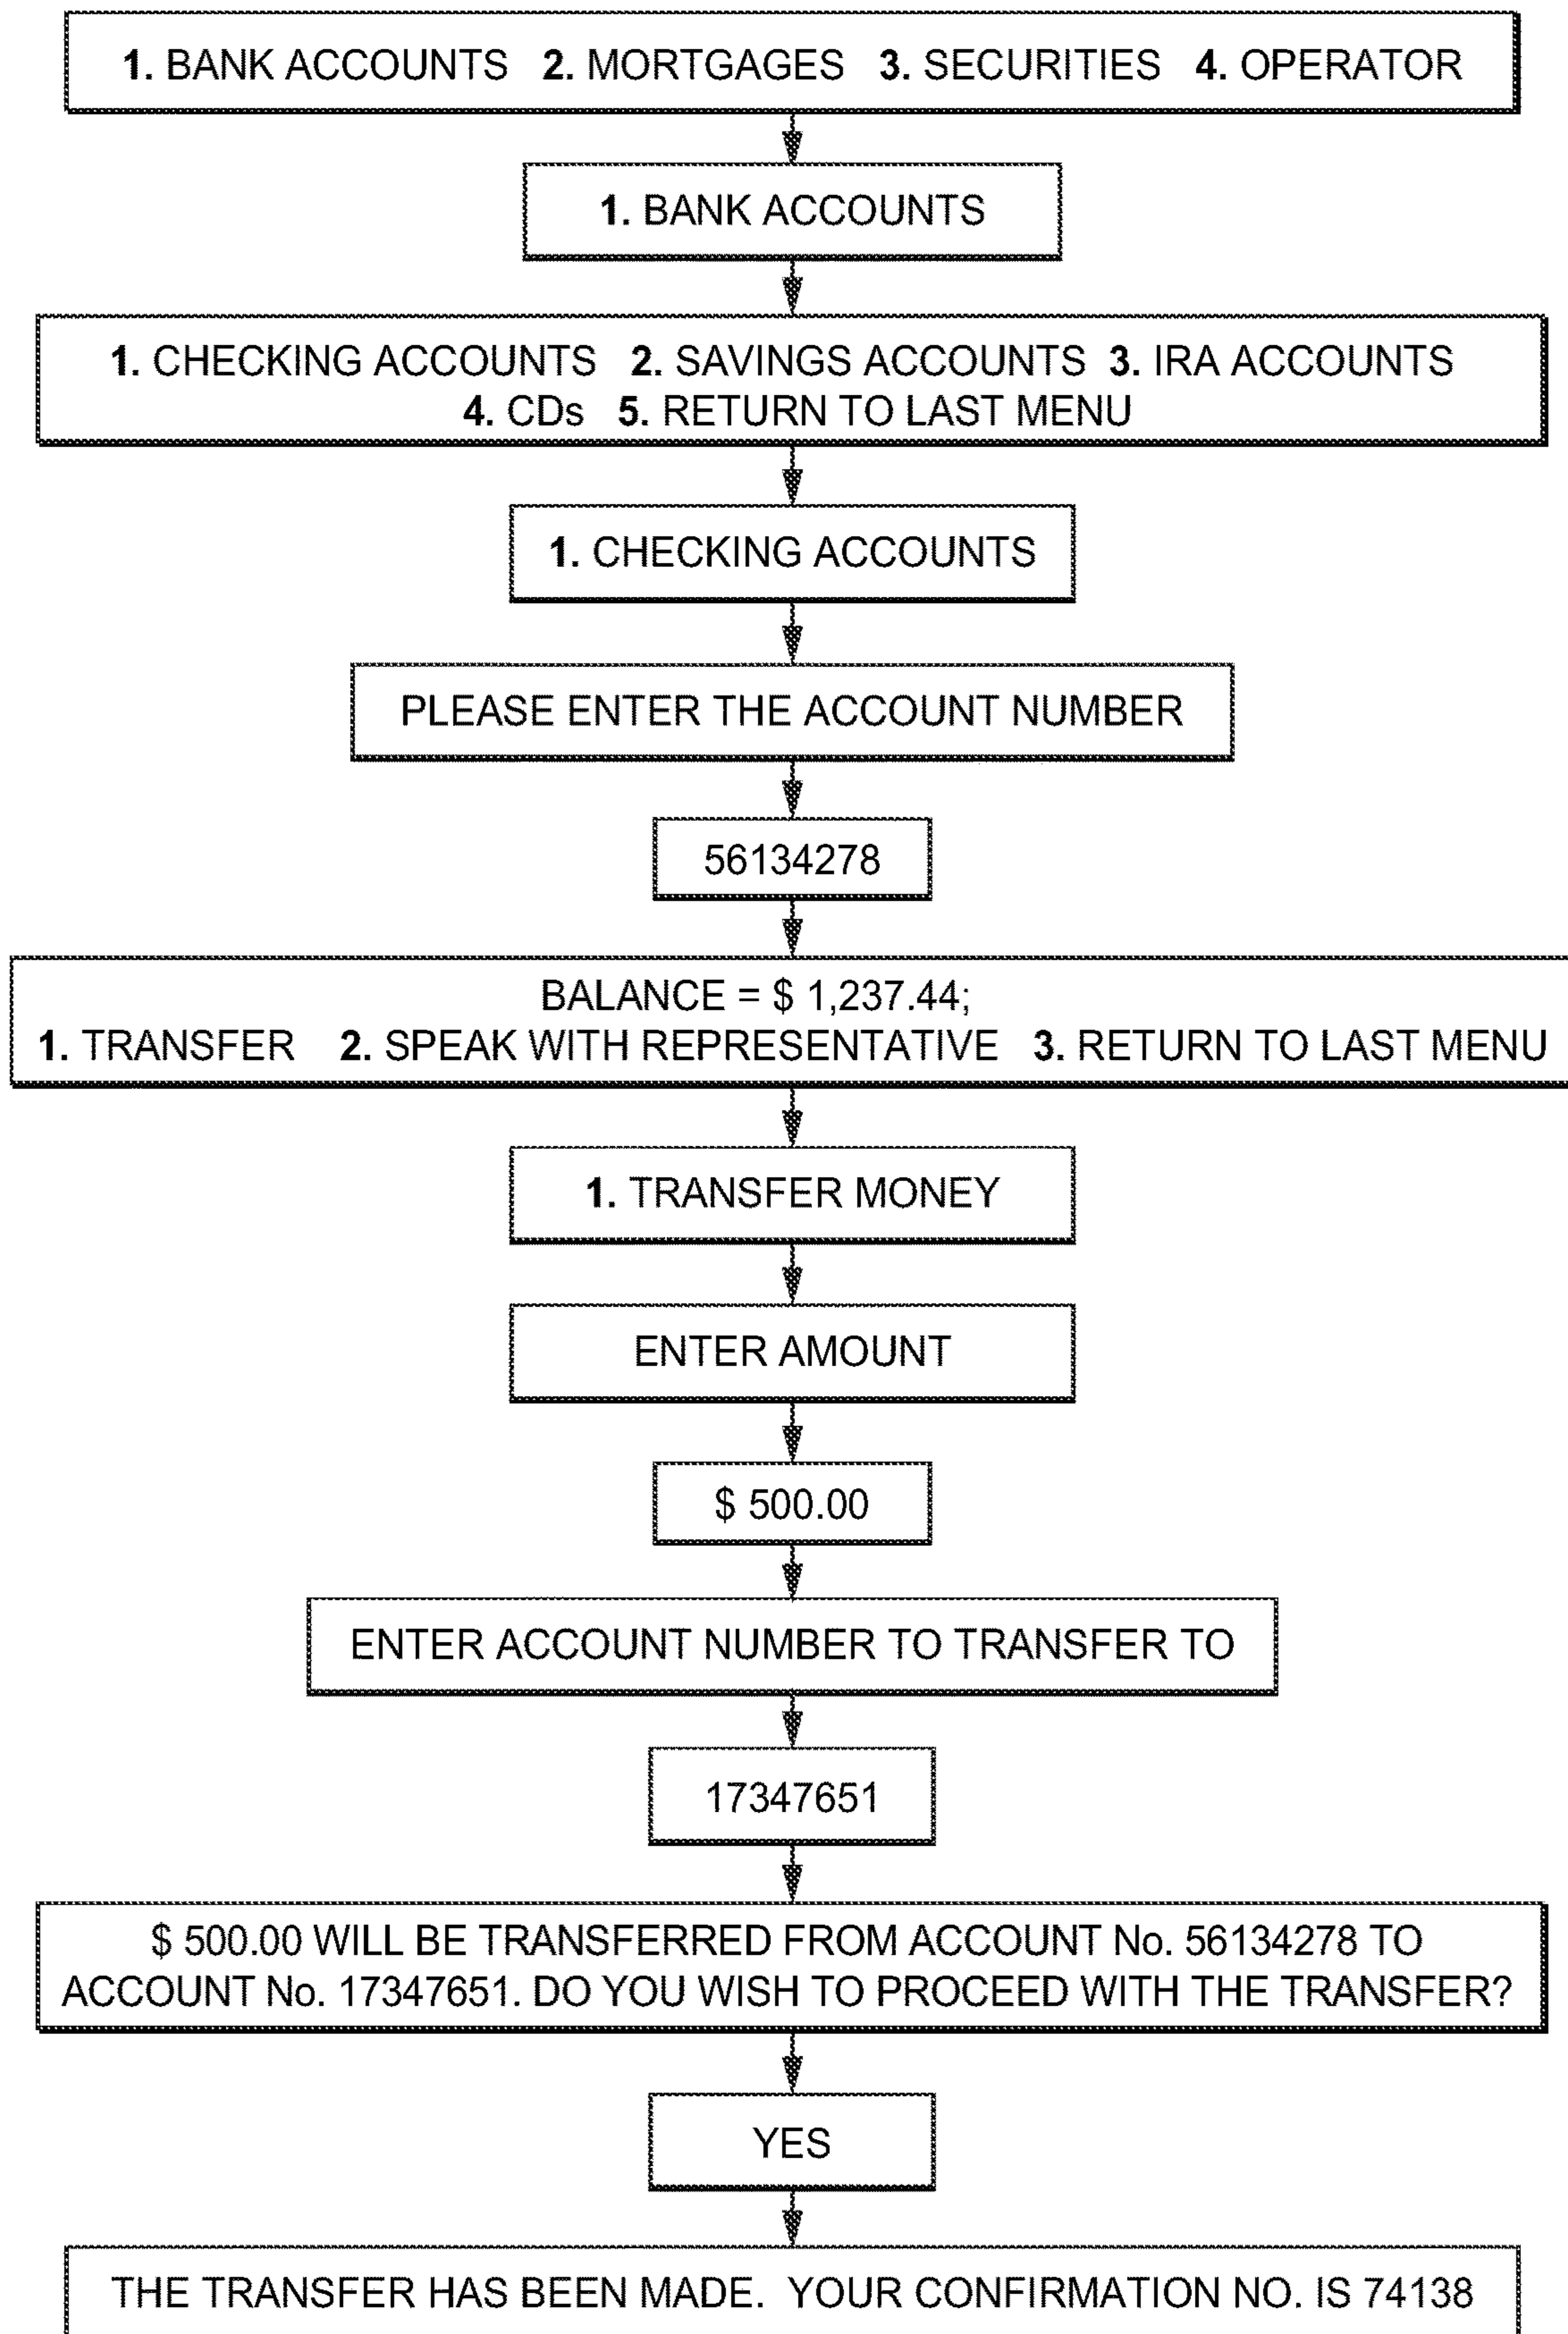 1. BANK ACCOUNTS 2. MORTGAGES 3. SECURITIES 4. OPERATOR
1. BANK ACCOUNTS
1. CHECKING ACCOUNTS 2. SAVINGS ACCOUNTS 3. IRA ACCOUNTS
4. CDs 5. RETURN TO LAST MENU
1. CHECKING ACCOUNTS
PLEASE ENTER THE ACCOUNT NUMBER
56134278
BALANCE = $ 1,237.44;
1. TRANSFER 2. SPEAK WITH REPRESENTATIVE 3. RETURN TO LAST MENU
1. TRANSFER MONEY
ENTER AMOUNT
$ 500.00
ENTER ACCOUNT NUMBER TO TRANSFER TO
17347651
$ 500.00 WILL BE TRANSFERRED FROM ACCOUNT No. 56134278 TO
ACCOUNT No. 17347651. DO YOU WISH TO PROCEED WITH THE TRANSFER?
YES
THE TRANSFER HAS BEEN MADE. YOUR CONFIRMATION NO. IS 74138